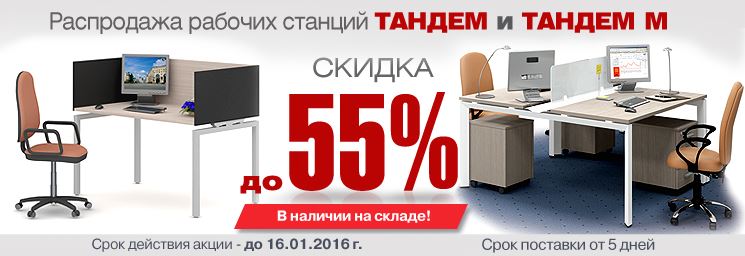 Распродажа рабочих станций ТАНДЕМ и ТАНДЕМ М
СКИДКА
до 55%
В наличии на складе!
Срок действия акции - до 16.01.2016 г.
Срок поставки от 5 дней